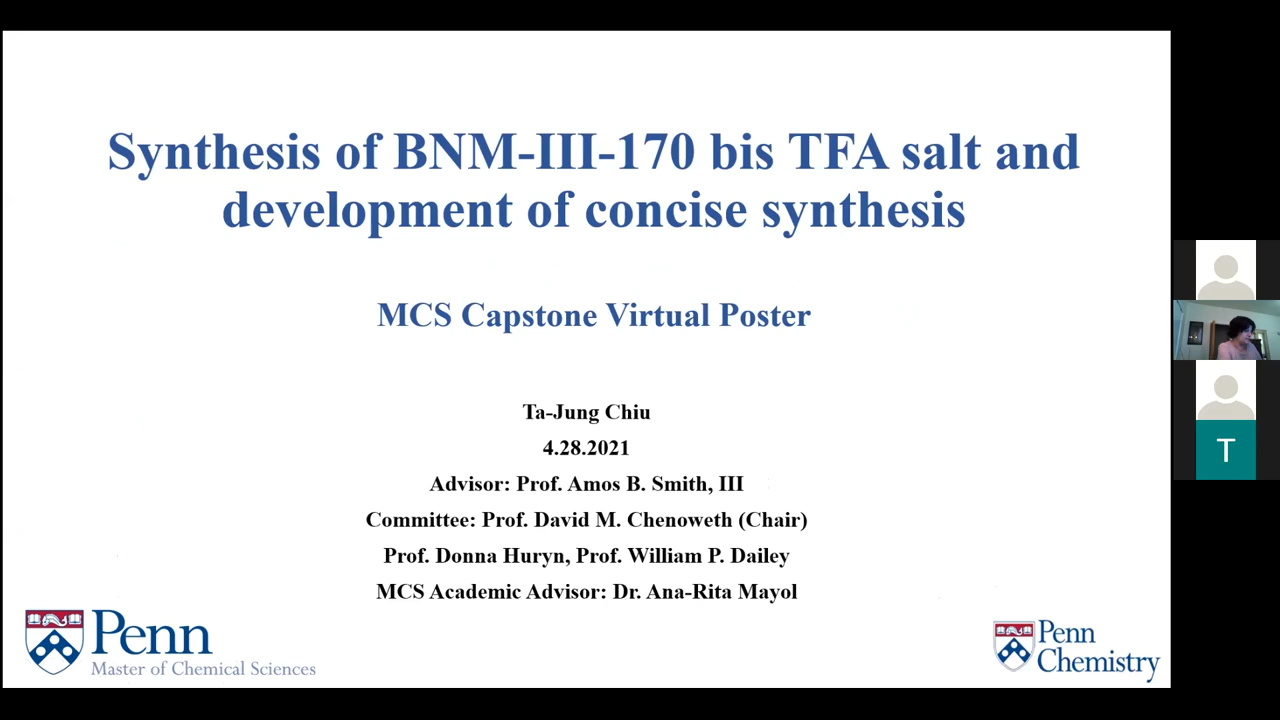 Synthesis of BNM-III-170 bis TFA salt and
development of concise synthesis
MCS Capstone Virtual Poster
Ta-Jung Chiu
4.28.2021
Advisor: Prof. Amos B. Smith, III
Committee: Prof. David M. Chenoweth (Chair)
Prof. Donna Huryn, Prof. William P. Dailey
MCS Academic Advisor: Dr. Ana-Rita Mayol
Penn
Master of Chemical Sciences
Penn
Chemistry
T